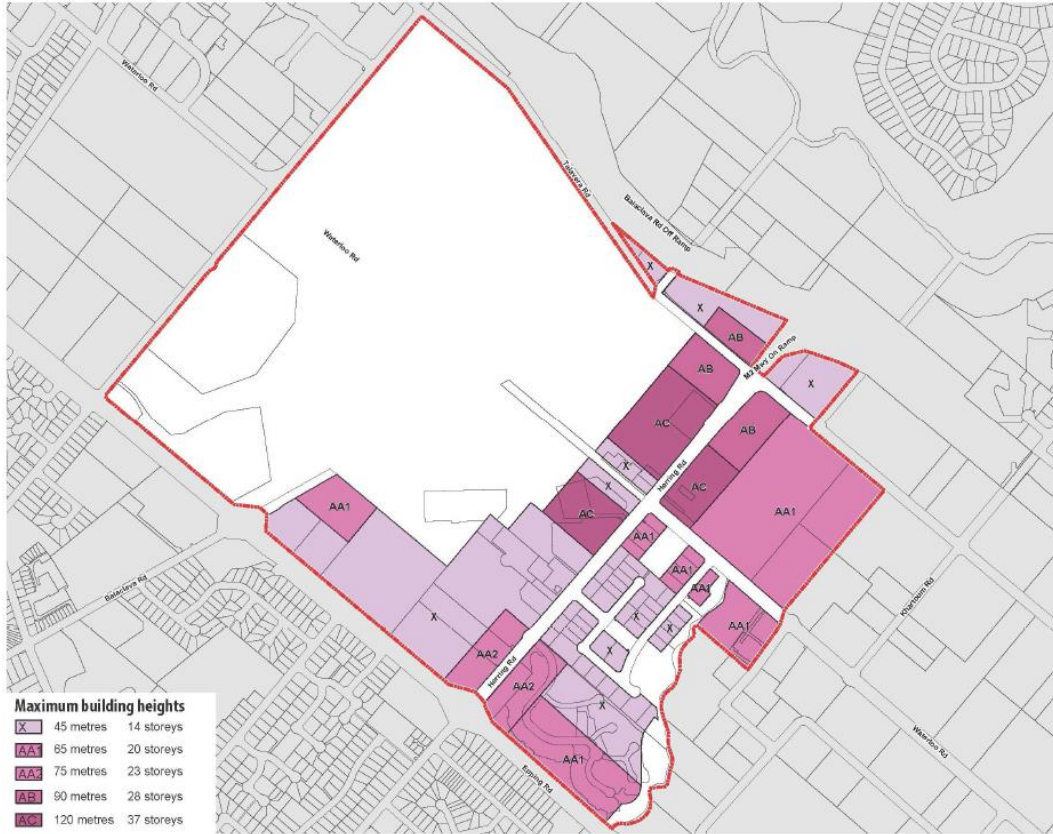 Waterloo Rd
Talavera Rd
Balaclava Rd Off Ramp
Waterloo Rd
X
X
AB
M2 Mwy On Ramp
AB
X
AC
AB
X
Herring Rd
X
AC
AA1
AA1
AC
AA1
AA1
AA1
Balaclava Rd
Khartoum Rd
X
X
X
AA1
X
AA2
Herring Rd
AA2
X
AA1
Epping Rd
Waterloo Rd
Maximum building heights
X 45 metres 14 storeys
AA1 65 metres 20 storeys
AA2 75 metres 23 storeys
AB 90 metres 28 storeys
AC 120 metres 37 storeys